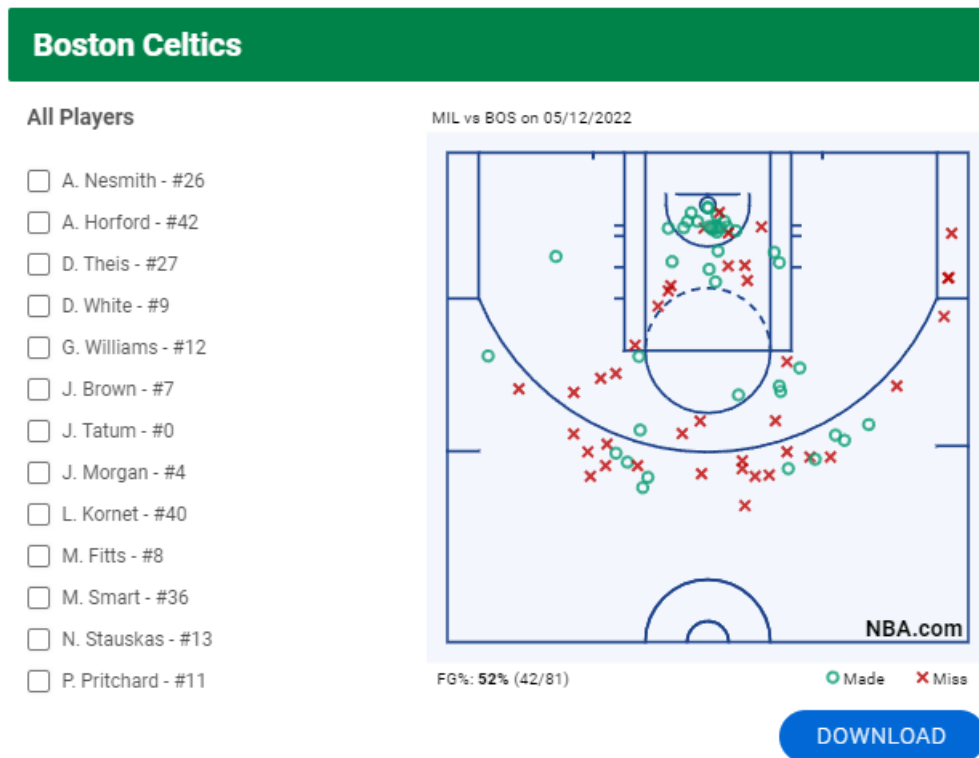 Boston Celtics
All Players
A. Nesmith - #26
A. Horford - #42
D. Theis - #27
D. White - #9
G. Williams - #12
J. Brown - #7
J. Tatum - #0
J. Morgan - #4
L. Kornet - #40
M. Fitts - #8
M. Smart - #36
N. Stauskas - #13
P. Pritchard - #11
MIL vs BOS on 05/12/2022
NBA.com
FG%: 52% (42/81) Made Miss
DOWNLOAD